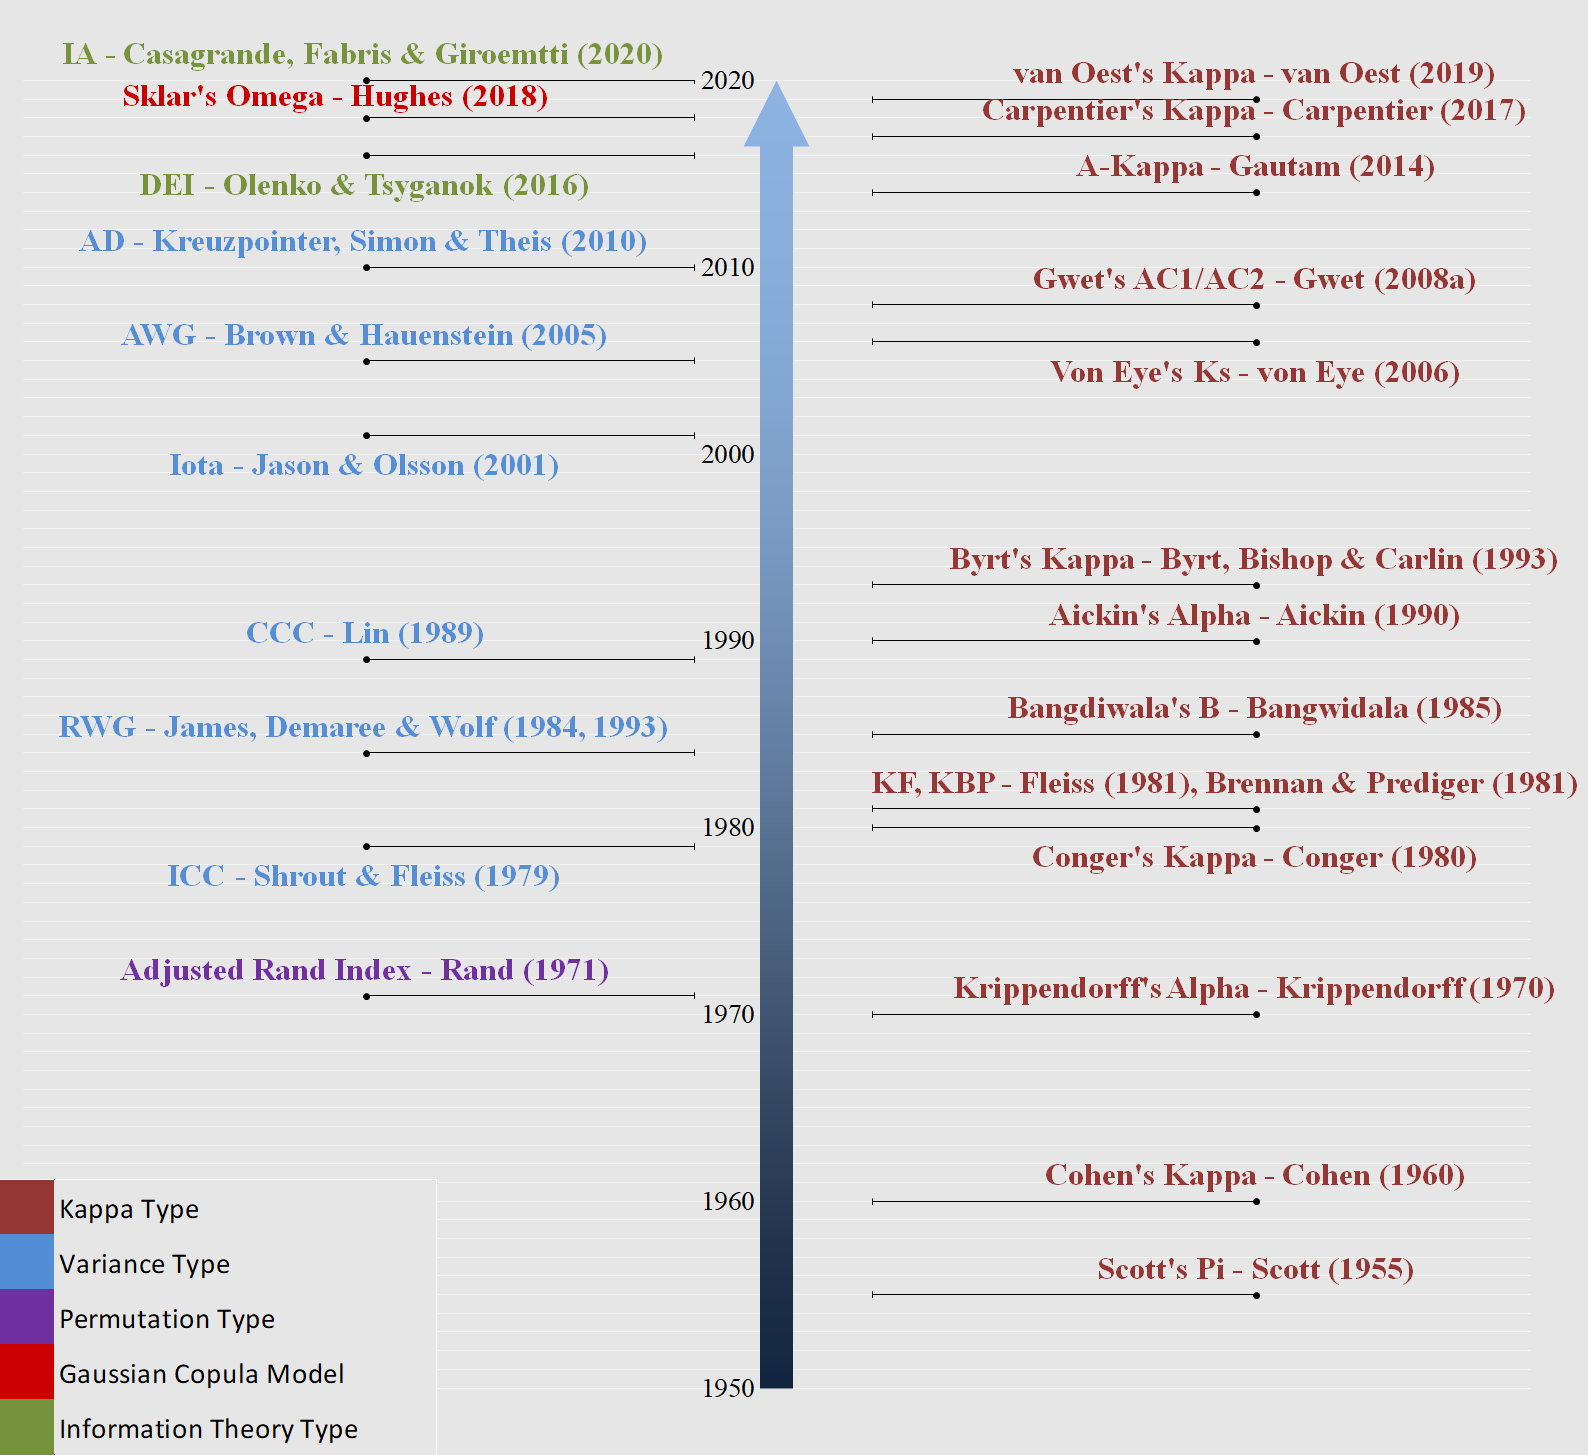 IA - Casagrande, Fabris & Giroemtti (2020)
Sklar's Omega - Hughes (2018)
DEI - Olenko & Tsyganok (2016)
AD - Kreuzpointer, Simon & Theis (2010)
AWG - Brown & Hauenstein (2005)
Iota - Jason & Olsson (2001)
CCC - Lin (1989)
RWG - James, Demaree & Wolf (1984, 1993)
ICC - Shrout & Fleiss (1979)
Adjusted Rand Index - Rand (1971)
2020
2010
2000
1990
1980
1970
1960
1950
van Oest's Kappa - van Oest (2019)
Carpentier's Kappa - Carpentier (2017)
A-Kappa - Gautam (2014)
Gwet's AC1/AC2 - Gwet (2008a)
Von Eye's Ks - von Eye (2006)
Byrt's Kappa - Byrt, Bishop & Carlin (1993)
Aickin's Alpha - Aickin (1990)
Bangdiwala's B - Bangwidala (1985)
KF, KBP - Fleiss (1981), Brennan & Prediger (1981)
Conger's Kappa - Conger (1980)
Krippendorff's Alpha - Krippendorff (1970)
Cohen's Kappa - Cohen (1960)
Scott's Pi - Scott (1955)
Kappa Type
Variance Type
Permutation Type
Gaussian Copula Model
Information Theory Type